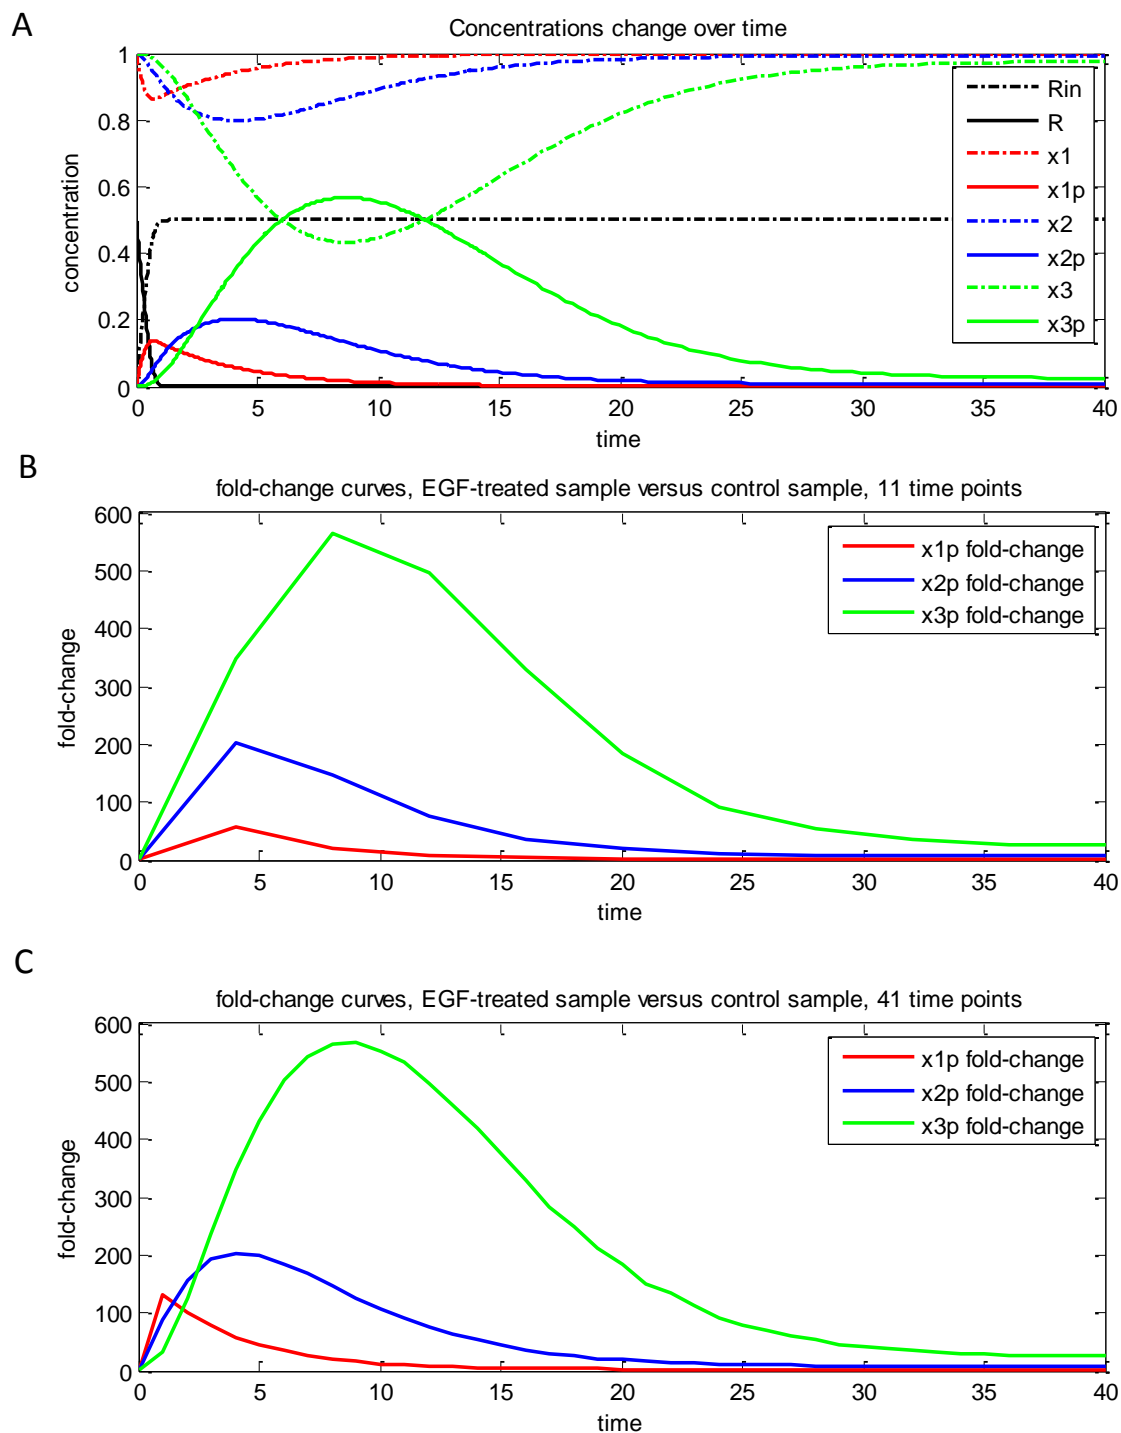 A
Concentrations change over time
1
0.8
0.6
0.4
0.2
0
concentration
0 5 10 15 20 25 30 35 40
time
Rin
R
x1
x1p
x2
x2p
x3
x3p
B
fold-change curves, EGF-treated sample versus control sample, 11 time points
600
500
400
300
200
100
0
fold-change
0 5 10 15 20 25 30 35 40
time
x1p fold-change
x2p fold-change
x3p fold-change
C
fold-change curves, EGF-treated sample versus control sample, 41 time points
600
500
400
300
200
100
0
fold-change
0 5 10 15 20 25 30 35 40
time
x1p fold-change
x2p fold-change
x3p fold-change